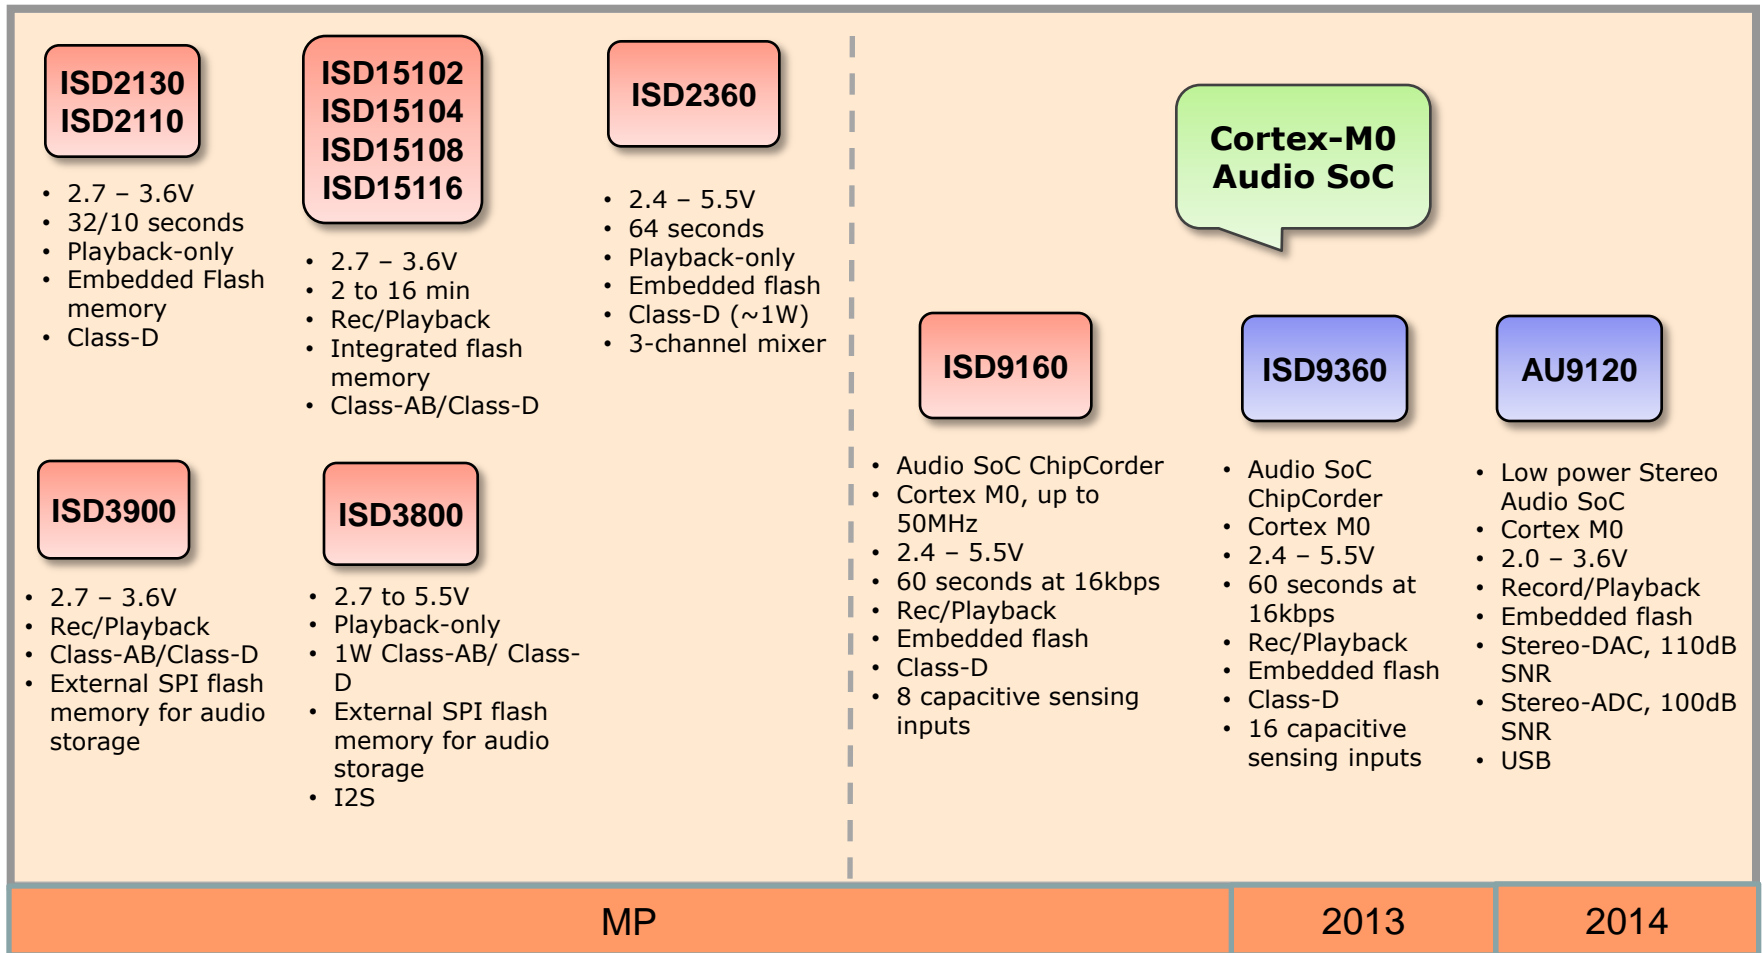 ISD2130
ISD2110
• 2.7 – 3.6V
• 32/10 seconds
• Playback-only
• Embedded Flash
memory
• Class-D
ISD15102
ISD15104
ISD15108
ISD15116
• 2.7 – 3.6V
• 2 to 16 min
• Rec/Playback
• Integrated flash
memory
• Class-AB/Class-D
ISD2360
• 2.4 – 5.5V
• 64 seconds
• Playback-only
• Embedded flash
• Class-D (~1W)
• 3-channel mixer
ISD3900
• 2.7 – 3.6V
• Rec/Playback
• Class-AB/Class-D
• External SPI flash
memory for audio
storage
ISD3800
• 2.7 to 5.5V
• Playback-only
• 1W Class-AB/ Class-
D
• External SPI flash
memory for audio
storage
• I2S
Cortex-M0
Audio SoC
ISD9160
• Audio SoC ChipCorder
• Cortex M0, up to
50MHz
• 2.4 – 5.5V
• 60 seconds at 16kbps
• Rec/Playback
• Embedded flash
• Class-D
• 8 capacitive sensing
inputs
ISD9360
• Audio SoC
ChipCorder
• Cortex M0
• 2.4 – 5.5V
• 60 seconds at
16kbps
• Rec/Playback
• Embedded flash
• Class-D
• 16 capacitive
sensing inputs
AU9120
• Low power Stereo
Audio SoC
• Cortex M0
• 2.0 – 3.6V
• Record/Playback
• Embedded flash
• Stereo-DAC, 110dB
SNR
• Stereo-ADC, 100dB
SNR
• USB
MP
2013
2014